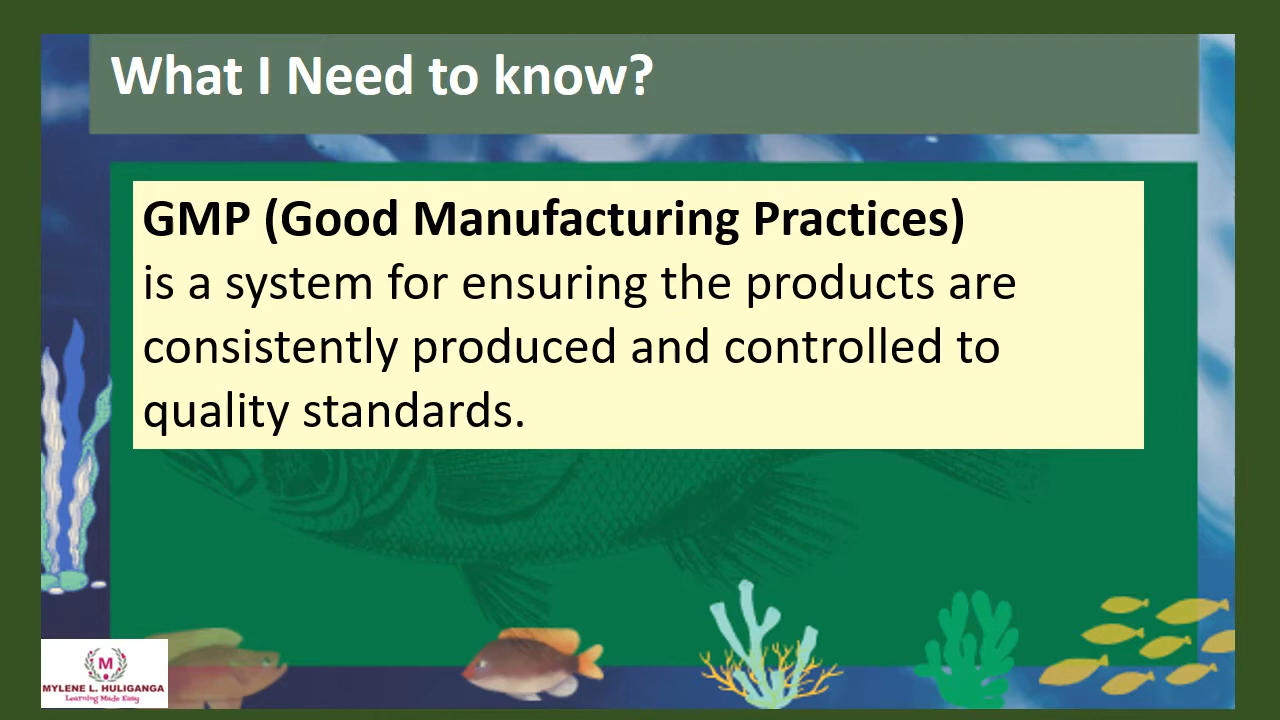 What I Need to know?
GMP (Good Manufacturing Practices)
is a system for ensuring the products are
consistently produced and controlled to
quality standards.
M
MYLENE L. HULIGANGA
Learning Made Easy